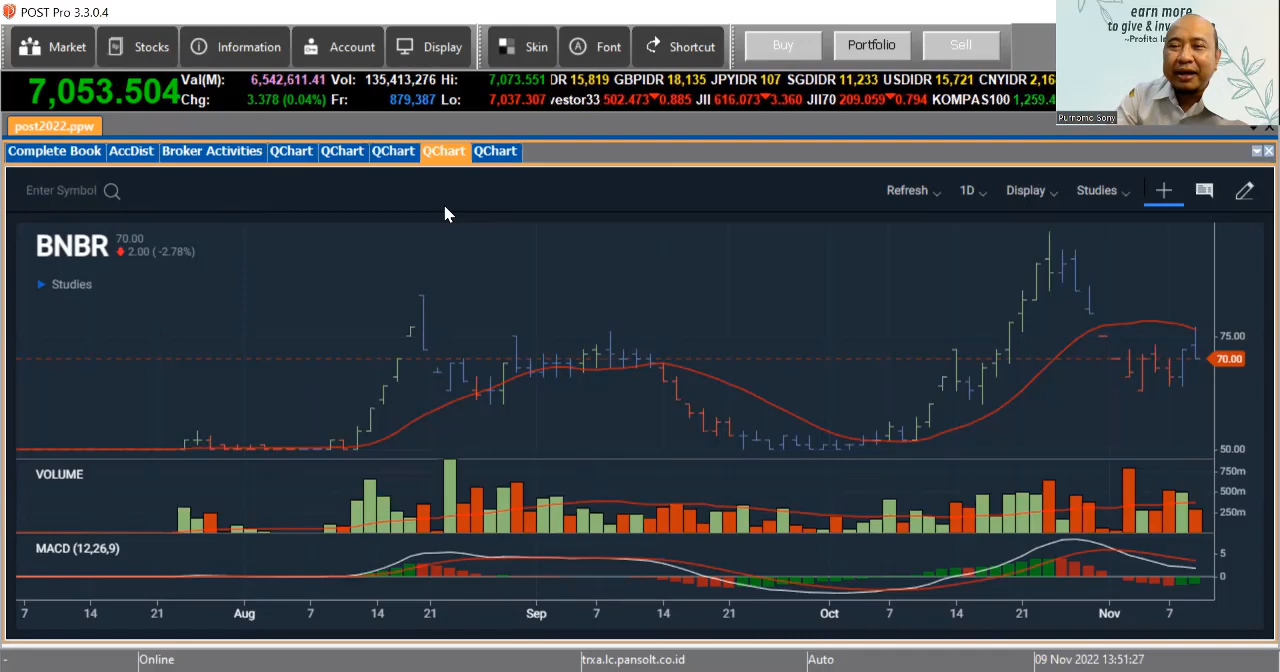 POST Pro 3.3.0.4
Market Stocks Information Account Display Skin Font Shortcut Buy Portfolio Sell
earn more
to give &
~Profita
Purnomo Sony
7,053.504 Val(M): 6,542,611.41 Vol: 135,413,276 Hi: 7,073.551 DR 15,819 GBPIDR 18,135 JPYIDR 107 SGDIDR 11,233 USDIDR 15,721 CNYIDR 2,16
Chg: 3.378 (0.04%) Fr: 879,387 Lo: 7,037.307 vestor33 502.473 0.885 JII 616.073 3.360 JII70 209.059 0.794 KOMPAS100 1,259.4
post2022.ppw
Complete Book AccDist Broker Activities QChart QChart QChart QChart QChart
Enter Symbol Refresh 1D Display Studies
BNBR 70.00
2.00 ( -2.78%)
Studies
75.00
70.00
50.00
VOLUME
750m
500m
250m
MACD (12,26,9)
5
0
7 14 21 Aug 7 14 21 Sep 7 14 21 Oct 7 14 21 Nov 7
- Online trxa.lc.pansolt.co.id Auto 09 Nov 2022 13:51:27